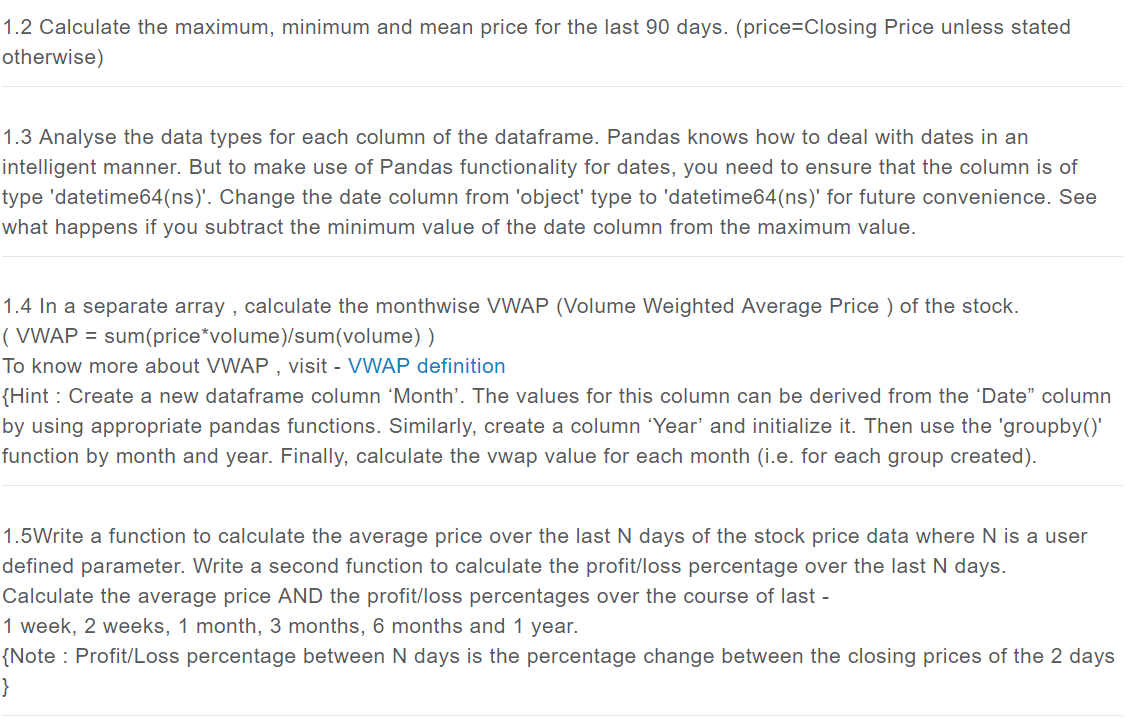 1.2 Calculate the maximum, minimum and mean price for the last 90 days. (price=Closing Price unless stated
otherwise)
1.3 Analyse the data types for each column of the dataframe. Pandas knows how to deal with dates in an
intelligent manner. But to make use of Pandas functionality for dates, you need to ensure that the column is of
type 'datetime64(ns)'. Change the date column from 'object' type to 'datetime64(ns)' for future convenience. See
what happens if you subtract the minimum value of the date column from the maximum value.
1.4 In a separate array , calculate the monthwise VWAP (Volume Weighted Average Price ) of the stock.
( VWAP = sum(price*volume)/sum(volume) )
To know more about VWAP , visit - VWAP definition
{Hint : Create a new dataframe column ‘Month’. The values for this column can be derived from the ‘Date” column
by using appropriate pandas functions. Similarly, create a column ‘Year’ and initialize it. Then use the 'groupby()'
function by month and year. Finally, calculate the vwap value for each month (i.e. for each group created).
1.5Write a function to calculate the average price over the last N days of the stock price data where N is a user
defined parameter. Write a second function to calculate the profit/loss percentage over the last N days.
Calculate the average price AND the profit/loss percentages over the course of last -
1 week, 2 weeks, 1 month, 3 months, 6 months and 1 year.
{Note : Profit/Loss percentage between N days is the percentage change between the closing prices of the 2 days
}